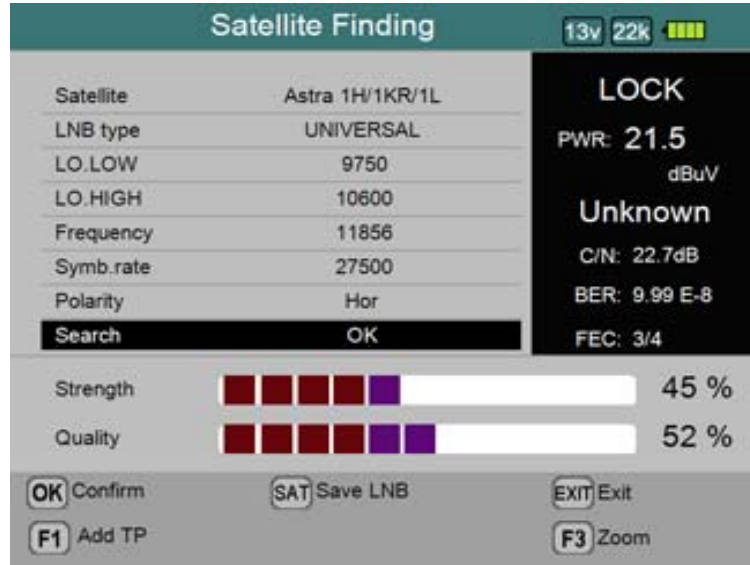 Satellite Finding
13v 22k
Satellite Astra 1H/1KR/1L
LNB type UNIVERSAL
LO.LOW 9750
LO.HIGH 10600
Frequency 11856
Symb.rate 27500
Polarity Hor
Search OK
LOCK
PWR: 21.5
dBuV
Unknown
C/N: 22.7dB
BER: 9.99 E-8
FEC: 3/4
Strength 45 %
Quality 52 %
OK Confirm SAT Save LNB EXIT Exit
F1 Add TP F3 Zoom